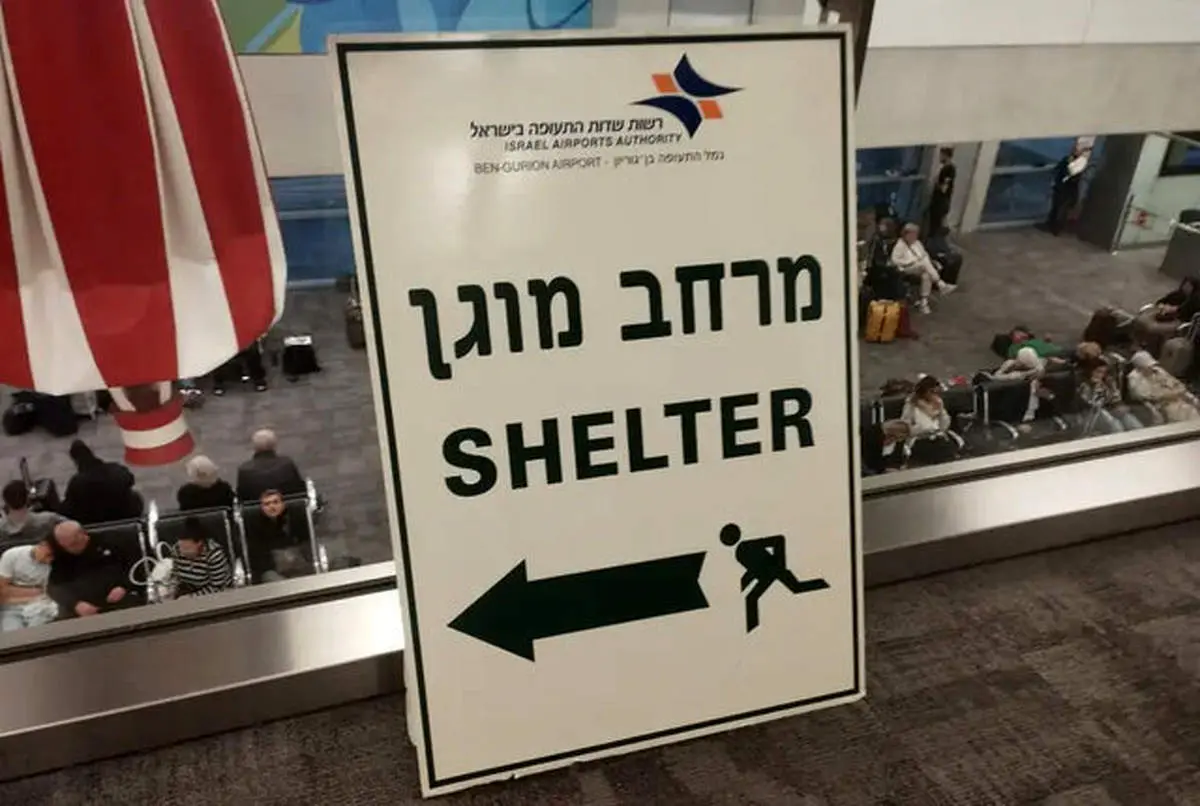 רשות שדות התעופה בישראל
ISRAEL AIRPORTS AUTHORITY
BEN-GURION AIRPORT - נמל התעופה בן־גוריון
מרחב מוגן
SHELTER